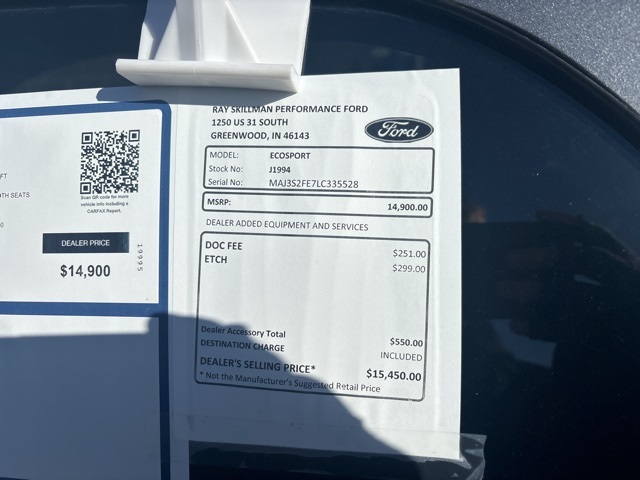 FT
TH SEATS
Scan QR code for more
vehicle info including a
CARFAX Report.
DEALER PRICE
$14,900
19995
RAY SKILLMAN PERFORMANCE FORD
1250 US 31 SOUTH
GREENWOOD, IN 46143
Ford
MODEL: ECOSPORT
Stock No: J1994
Serial No: MAJ3S2FE7LC335528
MSRP: 14,900.00
DEALER ADDED EQUIPMENT AND SERVICES
DOC FEE $251.00
ETCH $299.00
Dealer Accessory Total $550.00
DESTINATION CHARGE INCLUDED
DEALER'S SELLING PRICE* $15,450.00
* Not the Manufacturer's Suggested Retail Price